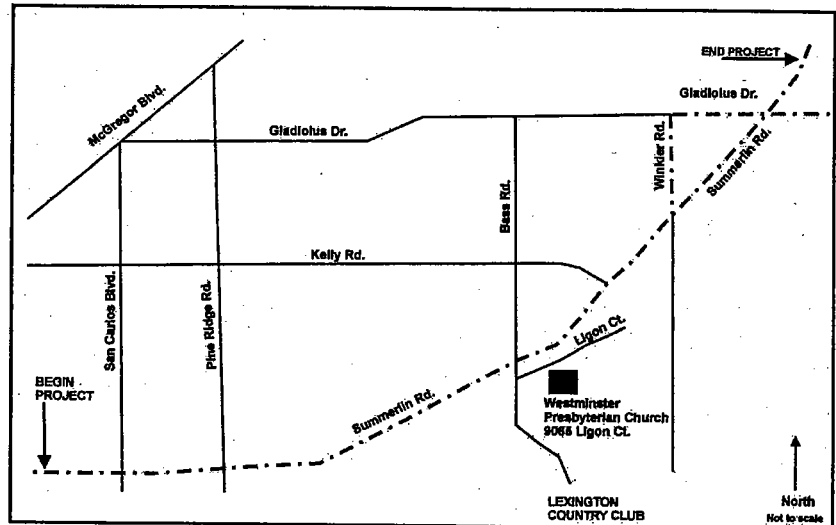 END PROJECT
Gladiolus Dr.
McGregor Blvd.
Gladiolus Dr.
Winkler Rd.
Summerlin Rd.
Bass Rd.
Kelly Rd.
San Carlos Blvd.
Pine Ridge Rd.
Ligon Ct.
BEGIN
PROJECT
Summerlin Rd.
Westminster
Presbyterian Church
9065 Ligon Ct.
LEXINGTON
COUNTRY CLUB
North
Not to scale